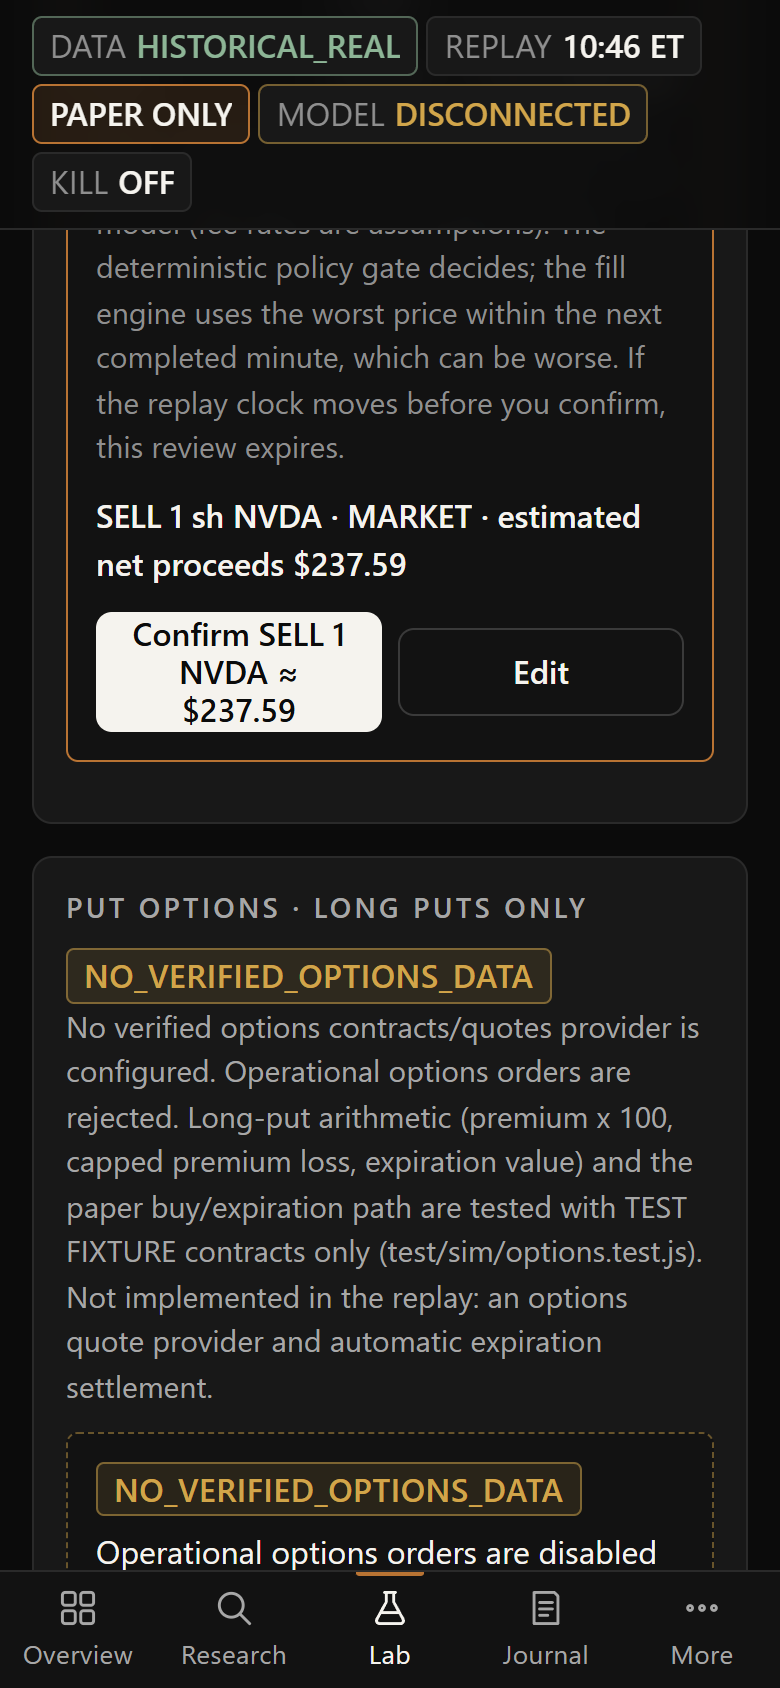 DATA HISTORICAL_REAL
REPLAY 10:46 ET
PAPER ONLY
MODEL DISCONNECTED
KILL OFF
model (fee rates are assumptions). The
deterministic policy gate decides; the fill
engine uses the worst price within the next
completed minute, which can be worse. If
the replay clock moves before you confirm,
this review expires.
SELL 1 sh NVDA · MARKET · estimated
net proceeds $237.59
Confirm SELL 1
NVDA ≈
$237.59
Edit
PUT OPTIONS · LONG PUTS ONLY
NO_VERIFIED_OPTIONS_DATA
No verified options contracts/quotes provider is
configured. Operational options orders are
rejected. Long-put arithmetic (premium x 100,
capped premium loss, expiration value) and the
paper buy/expiration path are tested with TEST
FIXTURE contracts only (test/sim/options.test.js).
Not implemented in the replay: an options
quote provider and automatic expiration
settlement.
NO_VERIFIED_OPTIONS_DATA
Operational options orders are disabled
Overview
Research
Lab
Journal
More